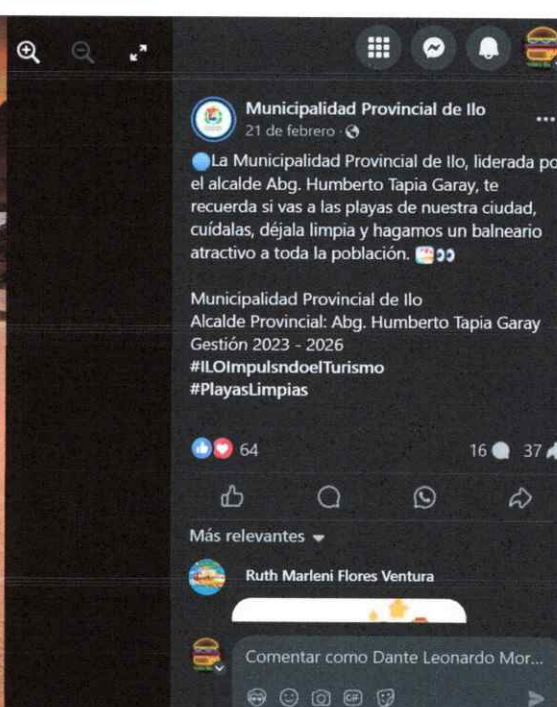 Municipalidad Provincial de Ilo
21 de febrero
La Municipalidad Provincial de Ilo, liderada po
el alcalde Abg. Humberto Tapia Garay, te
recuerda si vas a las playas de nuestra ciudad,
cuídalas, déjala limpia y hagamos un balneario
atractivo a toda la población.
Municipalidad Provincial de Ilo
Alcalde Provincial: Abg. Humberto Tapia Garay
Gestión 2023 - 2026
#ILOImpulsndoelTurismo
#PlayasLimpias
64 16 37
Más relevantes
Ruth Marleni Flores Ventura
Comentar como Dante Leonardo Mor...
GIF